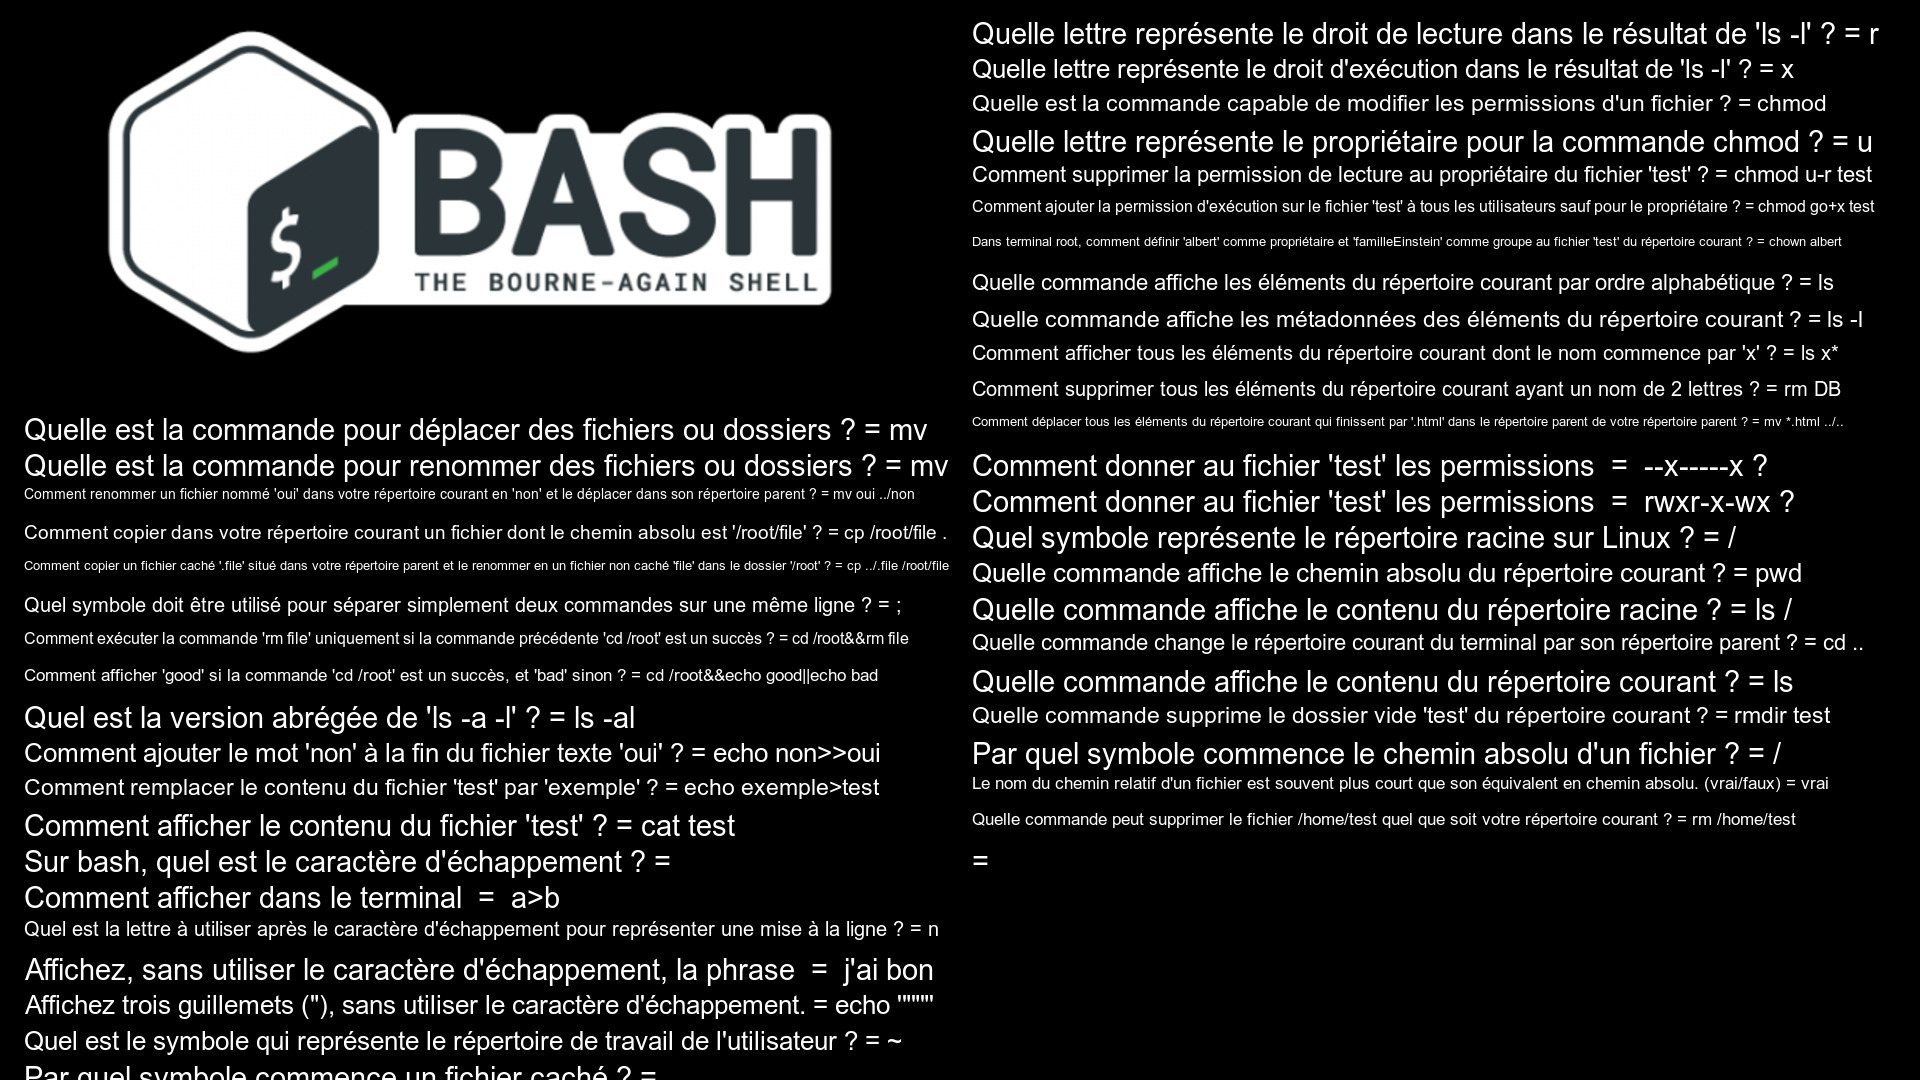 $_
BASH
THE BOURNE-AGAIN SHELL
Quelle est la commande pour déplacer des fichiers ou dossiers ? = mv
Quelle est la commande pour renommer des fichiers ou dossiers ? = mv
Comment renommer un fichier nommé 'oui' dans votre répertoire courant en 'non' et le déplacer dans son répertoire parent ? = mv oui ../non
Comment copier dans votre répertoire courant un fichier dont le chemin absolu est '/root/file' ? = cp /root/file .
Comment copier un fichier caché '.file' situé dans votre répertoire parent et le renommer en un fichier non caché 'file' dans le dossier '/root' ? = cp ../.file /root/file
Quel symbole doit être utilisé pour séparer simplement deux commandes sur une même ligne ? = ;
Comment exécuter la commande 'rm file' uniquement si la commande précédente 'cd /root' est un succès ? = cd /root&&rm file
Comment afficher 'good' si la commande 'cd /root' est un succès, et 'bad' sinon ? = cd /root&&echo good||echo bad
Quel est la version abrégée de 'ls -a -l' ? = ls -al
Comment ajouter le mot 'non' à la fin du fichier texte 'oui' ? = echo non>>oui
Comment remplacer le contenu du fichier 'test' par 'exemple' ? = echo exemple>test
Comment afficher le contenu du fichier 'test' ? = cat test
Sur bash, quel est le caractère d'échappement ? =
Comment afficher dans le terminal  =  a>b
Quel est la lettre à utiliser après le caractère d'échappement pour représenter une mise à la ligne ? = n
Affichez, sans utiliser le caractère d'échappement, la phrase  =  j'ai bon
Affichez trois guillemets ("), sans utiliser le caractère d'échappement. = echo '"""'
Quel est le symbole qui représente le répertoire de travail de l'utilisateur ? = ~
Par quel symbole commence un fichier caché ? =
Quelle lettre représente le droit de lecture dans le résultat de 'ls -l' ? = r
Quelle lettre représente le droit d'exécution dans le résultat de 'ls -l' ? = x
Quelle est la commande capable de modifier les permissions d'un fichier ? = chmod
Quelle lettre représente le propriétaire pour la commande chmod ? = u
Comment supprimer la permission de lecture au propriétaire du fichier 'test' ? = chmod u-r test
Comment ajouter la permission d'exécution sur le fichier 'test' à tous les utilisateurs sauf pour le propriétaire ? = chmod go+x test
Dans terminal root, comment définir 'albert' comme propriétaire et 'familleEinstein' comme groupe au fichier 'test' du répertoire courant ? = chown albert
Quelle commande affiche les éléments du répertoire courant par ordre alphabétique ? = ls
Quelle commande affiche les métadonnées des éléments du répertoire courant ? = ls -l
Comment afficher tous les éléments du répertoire courant dont le nom commence par 'x' ? = ls x*
Comment supprimer tous les éléments du répertoire courant ayant un nom de 2 lettres ? = rm DB
Comment déplacer tous les éléments du répertoire courant qui finissent par '.html' dans le répertoire parent de votre répertoire parent ? = mv *.html ../..
Comment donner au fichier 'test' les permissions  =  --x-----x ?
Comment donner au fichier 'test' les permissions  =  rwxr-x-wx ?
Quel symbole représente le répertoire racine sur Linux ? = /
Quelle commande affiche le chemin absolu du répertoire courant ? = pwd
Quelle commande affiche le contenu du répertoire racine ? = ls /
Quelle commande change le répertoire courant du terminal par son répertoire parent ? = cd ..
Quelle commande affiche le contenu du répertoire courant ? = ls
Quelle commande supprime le dossier vide 'test' du répertoire courant ? = rmdir test
Par quel symbole commence le chemin absolu d'un fichier ? = /
Le nom du chemin relatif d'un fichier est souvent plus court que son équivalent en chemin absolu. (vrai/faux) = vrai
Quelle commande peut supprimer le fichier /home/test quel que soit votre répertoire courant ? = rm /home/test
=